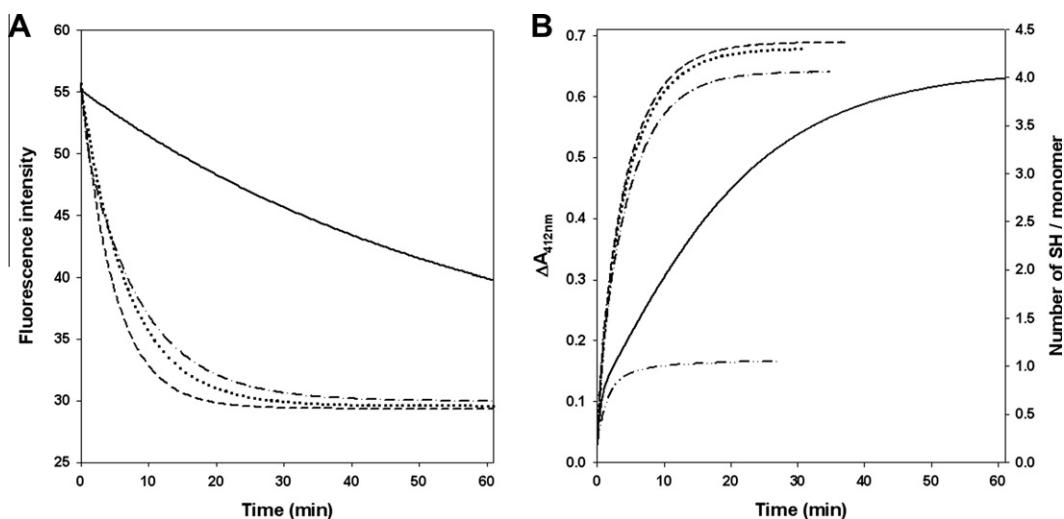 A
60
55
50
45
40
35
30
25
Fluorescence intensity
0 10 20 30 40 50 60
Time (min)
B
0.7
0.6
0.5
0.4
0.3
0.2
0.1
0.0
ΔA412nm
4.5
4.0
3.5
3.0
2.5
2.0
1.5
1.0
0.5
0.0
Number of SH / monomer
0 10 20 30 40 50 60
Time (min)